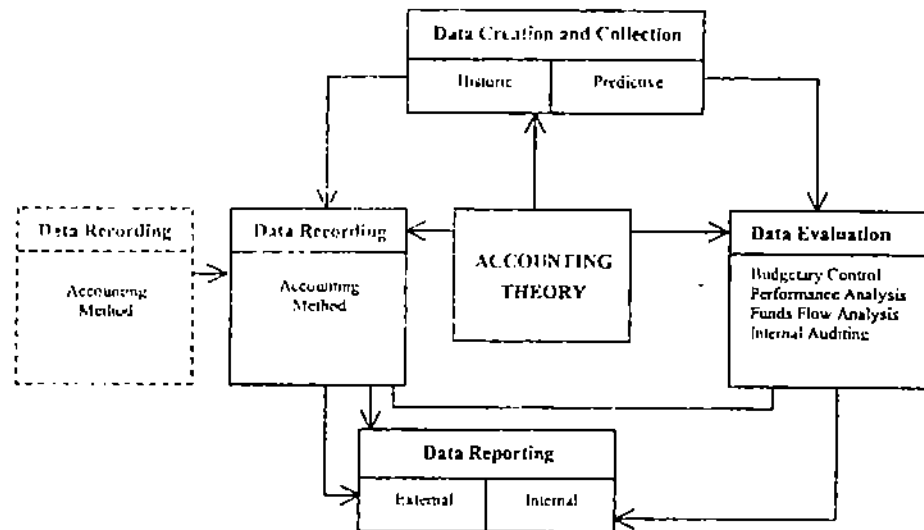 Data Creation and Collection
Historic
Predictive
Data Recording
Accounting
Method
Data Recording
Accounting
Method
ACCOUNTING
THEORY
Data Evaluation
Budgetary Control
Performance Analysis
Funds Flow Analysis
Internal Auditing
Data Reporting
External
Internal